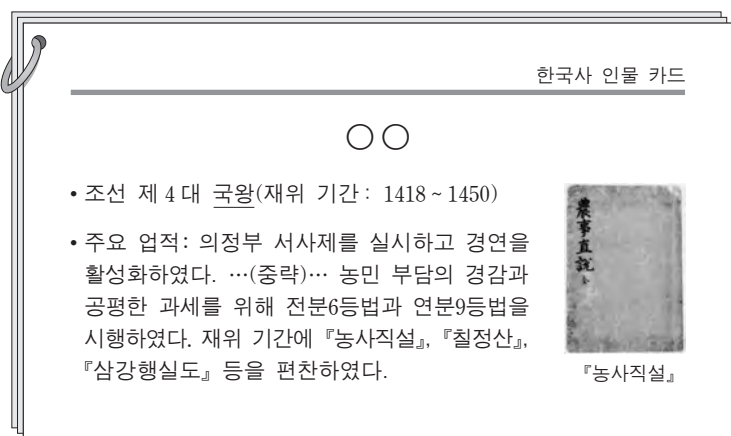 한국사 인물 카드
○○
• 조선 제 4 대 국왕(재위 기간 : 1418 ~ 1450)
• 주요 업적: 의정부 서사제를 실시하고 경연을
활성화하였다. …(중략)… 농민 부담의 경감과
공평한 과세를 위해 전분6등법과 연분9등법을
시행하였다. 재위 기간에 『농사직설』, 『칠정산』,
『삼강행실도』 등을 편찬하였다.
農事直說
『농사직설』